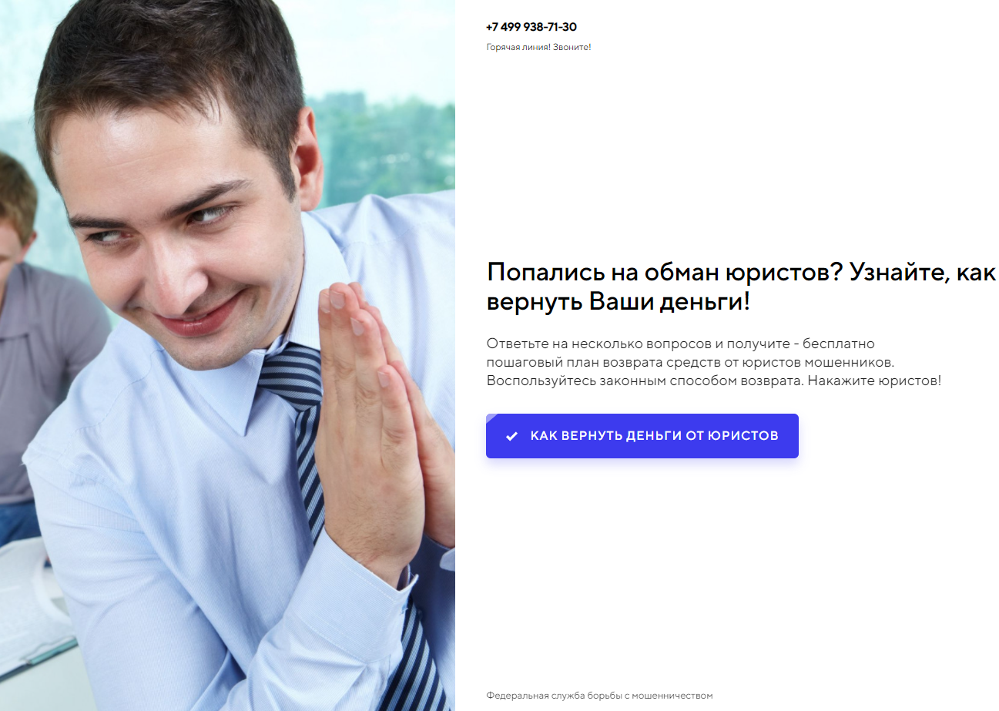 +7 499 938-71-30
Горячая линия! Звоните!
Попались на обман юристов? Узнайте, как
вернуть Ваши деньги!
Ответьте на несколько вопросов и получите - бесплатно
пошаговый план возврата средств от юристов мошенников.
Воспользуйтесь законным способом возврата. Накажите юристов!
КАК ВЕРНУТЬ ДЕНЬГИ ОТ ЮРИСТОВ
Федеральная служба борьбы с мошенничеством